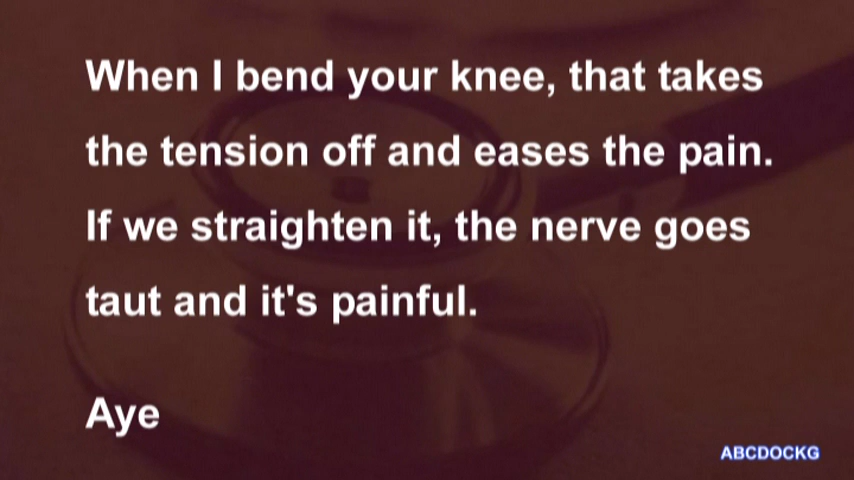 When I bend your knee, that takes
the tension off and eases the pain.
If we straighten it, the nerve goes
taut and it's painful.
Aye
ABCDOCKG